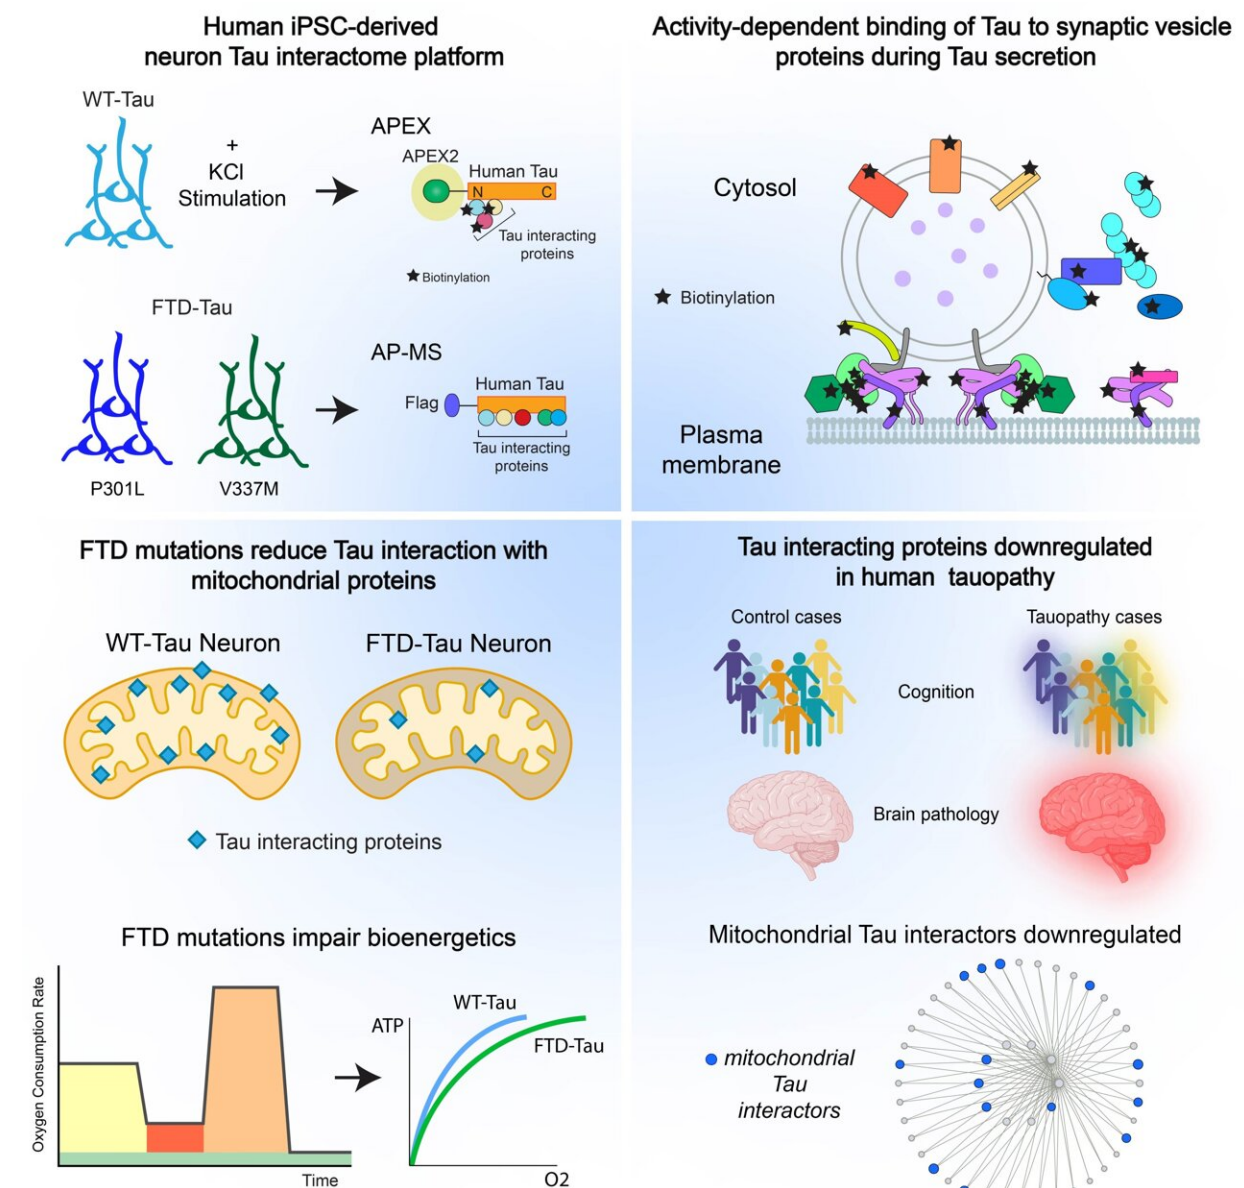 Human iPSC-derived
neuron Tau interactome platform
WT-Tau
+
KCl
Stimulation
APEX
APEX2
Human Tau
N
C
Tau interacting
proteins
Biotinylation
FTD-Tau
P301L
V337M
AP-MS
Flag
Human Tau
Tau interacting
proteins
Activity-dependent binding of Tau to synaptic vesicle
proteins during Tau secretion
Cytosol
Biotinylation
Plasma
membrane
FTD mutations reduce Tau interaction with
mitochondrial proteins
WT-Tau Neuron
FTD-Tau Neuron
Tau interacting proteins
FTD mutations impair bioenergetics
Oxygen Consumption Rate
Time
ATP
WT-Tau
FTD-Tau
O2
Tau interacting proteins downregulated
in human tauopathy
Control cases
Tauopathy cases
Cognition
Brain pathology
Mitochondrial Tau interactors downregulated
mitochondrial
Tau
interactors